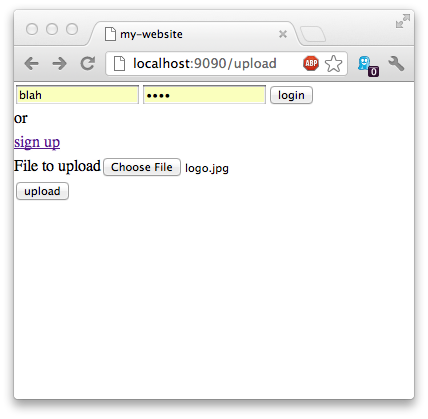 my-website
localhost:9090/upload ABP 0
blah •••• login
or
sign up
File to upload Choose File logo.jpg
upload